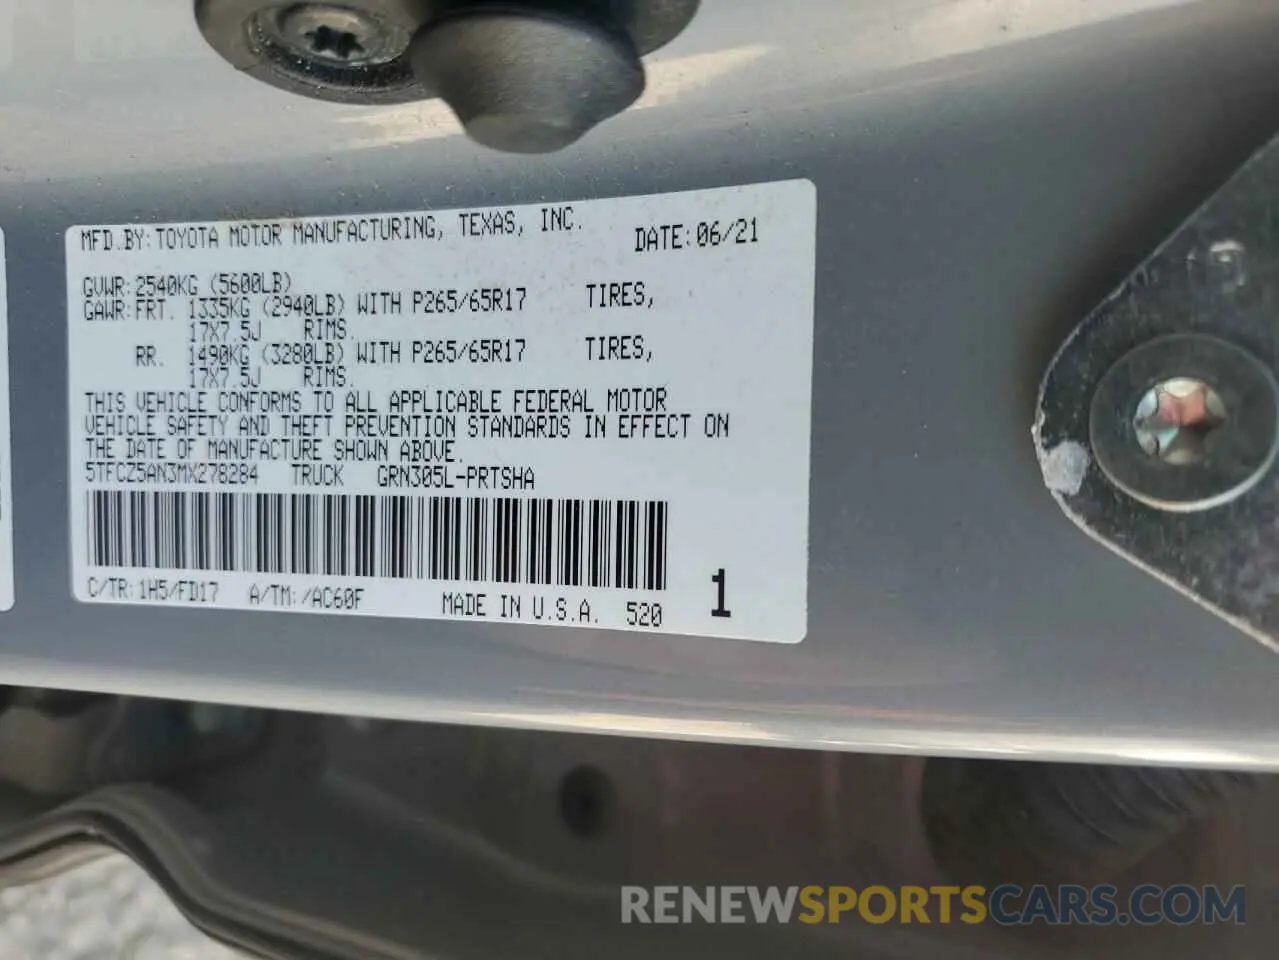 MFD.BY:TOYOTA MOTOR MANUFACTURING, TEXAS, INC.
DATE:06/21
GVWR:2540KG (5600LB)
GAWR:FRT. 1335KG (2940LB) WITH P265/65R17 TIRES,
17X7.5J RIMS.
RR. 1490KG (3280LB) WITH P265/65R17 TIRES,
17X7.5J RIMS.
THIS VEHICLE CONFORMS TO ALL APPLICABLE FEDERAL MOTOR
VEHICLE SAFETY AND THEFT PREVENTION STANDARDS IN EFFECT ON
THE DATE OF MANUFACTURE SHOWN ABOVE.
5TFCZ5AN3MX278284 TRUCK GRN305L-PRTSHA
C/TR:1H5/FD17 A/TM:/AC60F
MADE IN U.S.A. 520 1
RENEWSPORTSCARS.COM